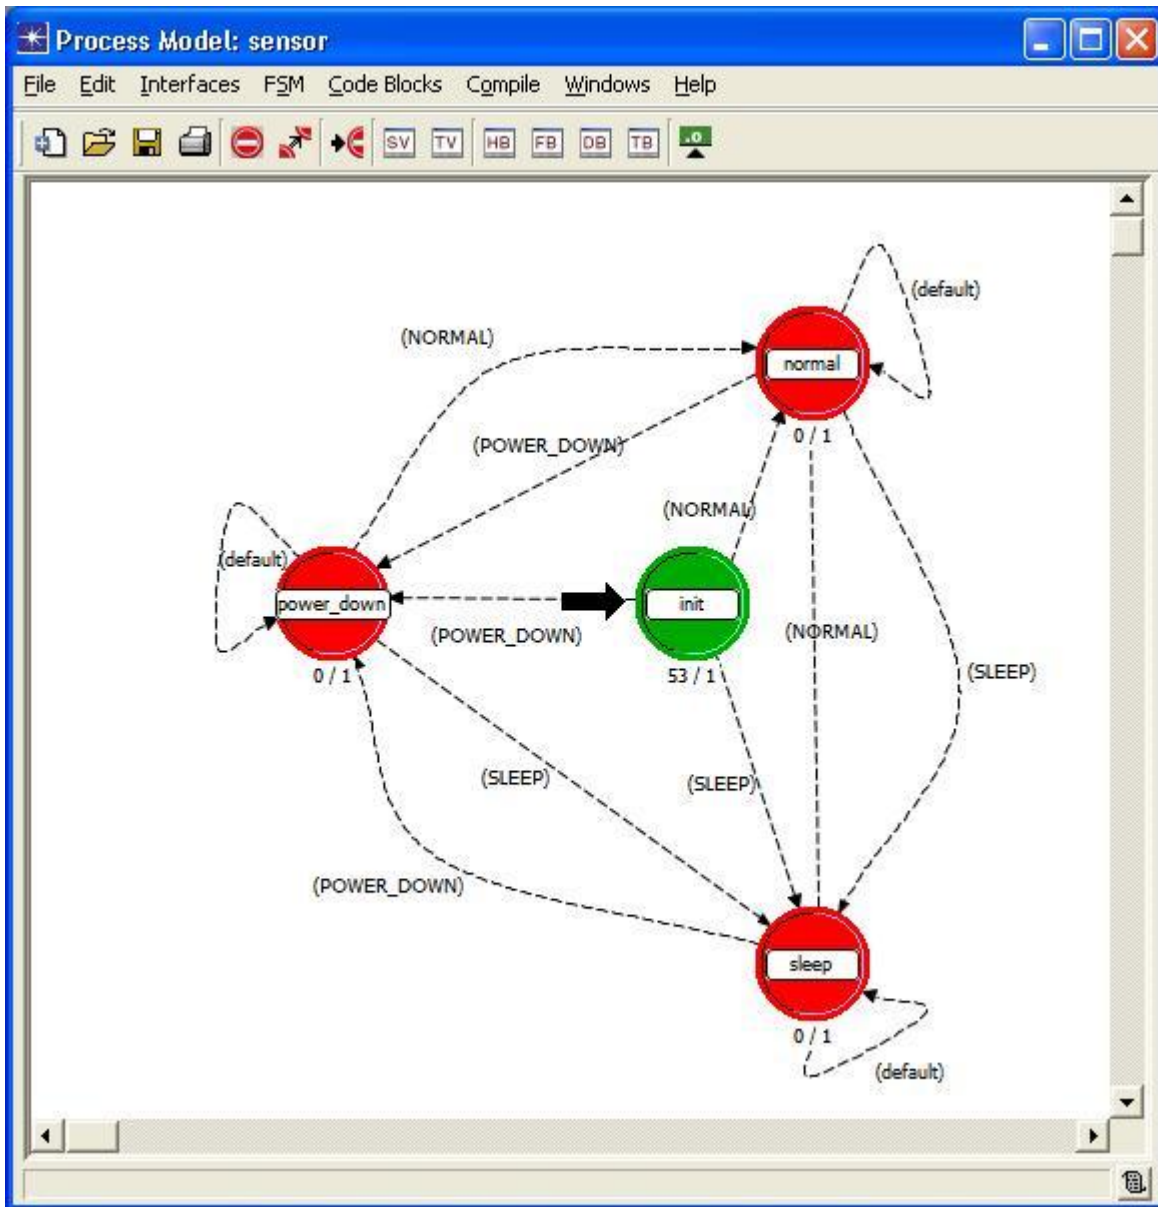 Process Model: sensor
File Edit Interfaces FSM Code Blocks Compile Windows Help
SV TV HB FB DB TB .0
(default)
(NORMAL)
normal
0 / 1
(POWER_DOWN)
(NORMAL)
(default)
power_down
init
(NORMAL)
(POWER_DOWN)
0 / 1
53 / 1
(SLEEP)
(SLEEP)
(SLEEP)
(POWER_DOWN)
sleep
0 / 1
(default)